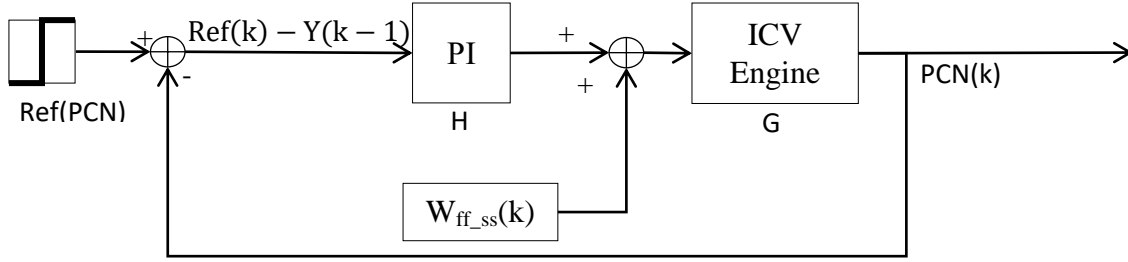 Ref(k) − Y(k − 1)
+
-
Ref(PCN)
PI
H
+
+
ICV
Engine
G
PCN(k)
W_ff_ss(k)